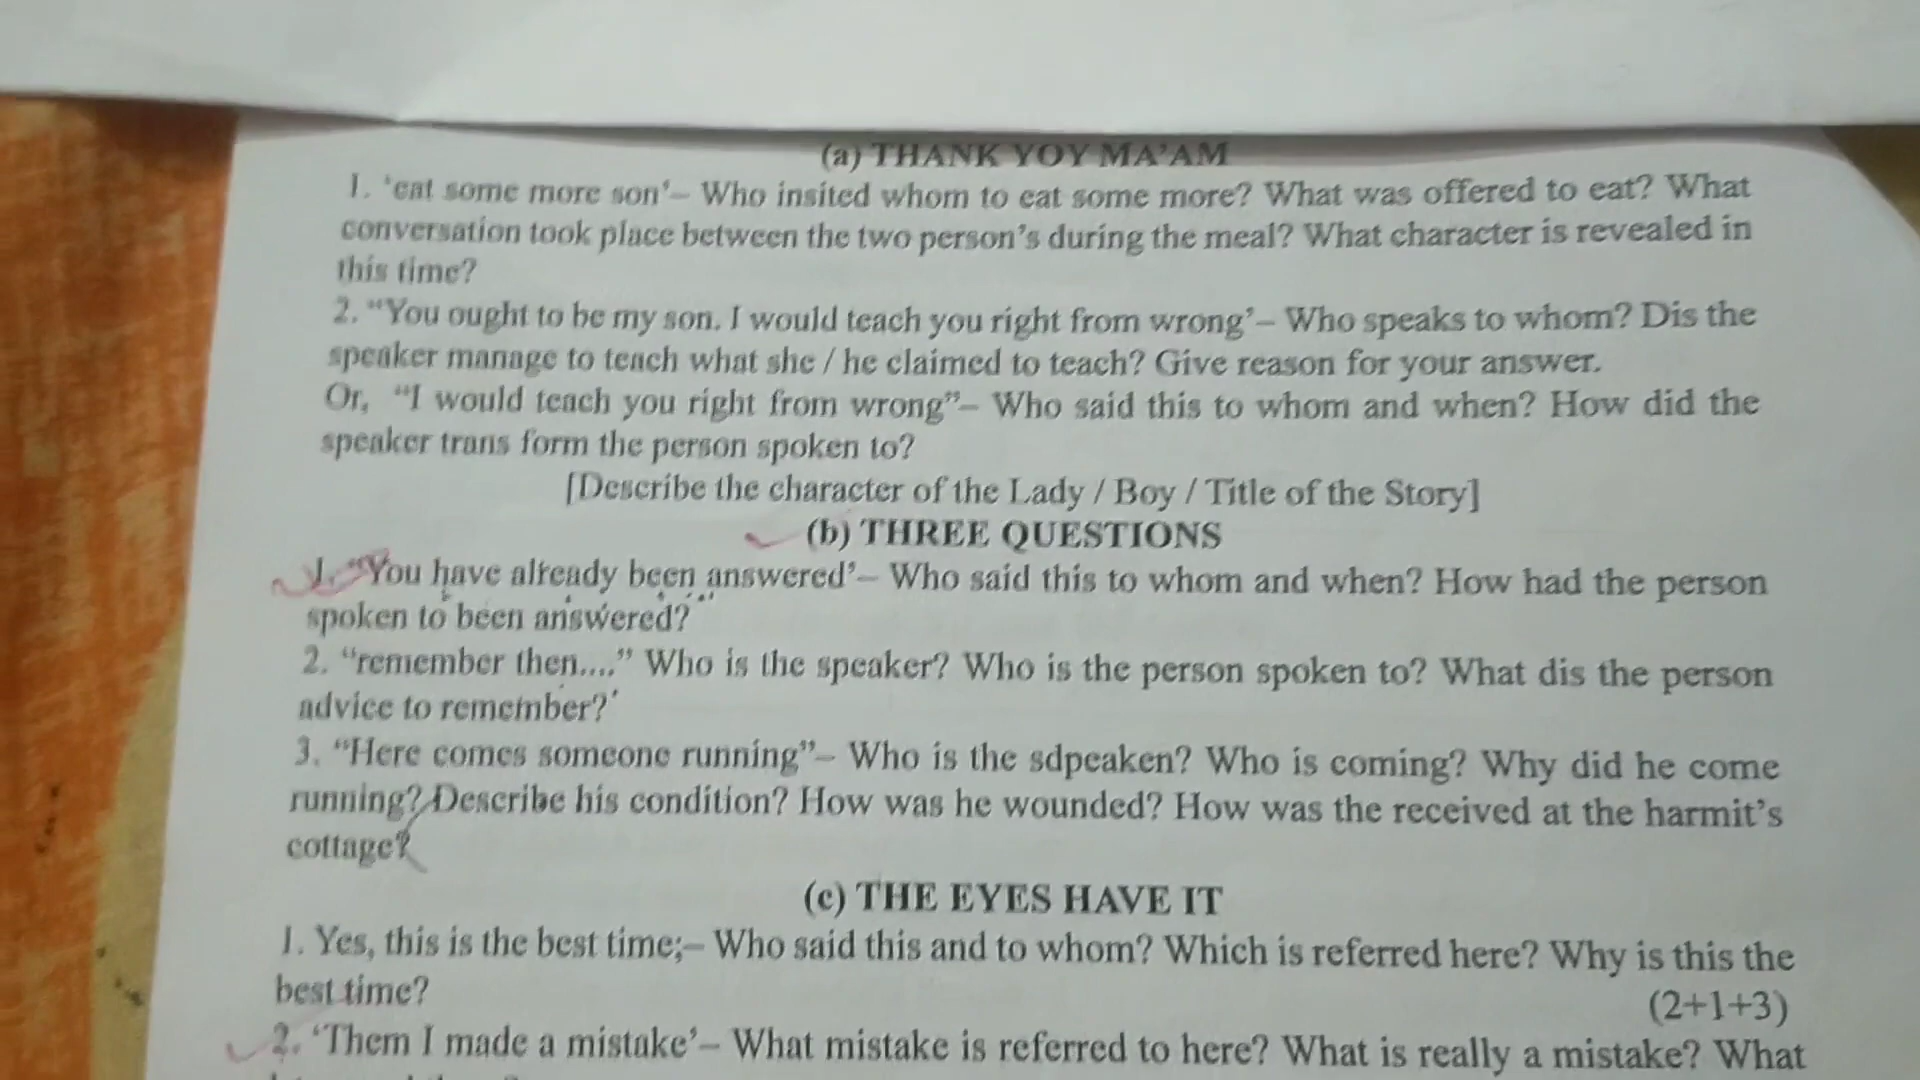 (a) THANK YOY MA'AM
1. 'eat some more son'– Who insited whom to eat some more? What was offered to eat? What
conversation took place between the two person's during the meal? What character is revealed in
this time?
2. "You ought to be my son. I would teach you right from wrong'– Who speaks to whom? Dis the
speaker manage to teach what she / he claimed to teach? Give reason for your answer.
Or, "I would teach you right from wrong"– Who said this to whom and when? How did the
speaker trans form the person spoken to?
[Describe the character of the Lady / Boy / Title of the Story]
(b) THREE QUESTIONS
1. "You have already been answered'– Who said this to whom and when? How had the person
spoken to been answered?
2. "remember then...." Who is the speaker? Who is the person spoken to? What dis the person
advice to remember?'
3. "Here comes someone running"– Who is the sdpeaken? Who is coming? Why did he come
running? Describe his condition? How was he wounded? How was the received at the harmit's
cottage?
(c) THE EYES HAVE IT
1. Yes, this is the best time;– Who said this and to whom? Which is referred here? Why is this the
best time? (2+1+3)
2. 'Them I made a mistake'– What mistake is referred to here? What is really a mistake? What